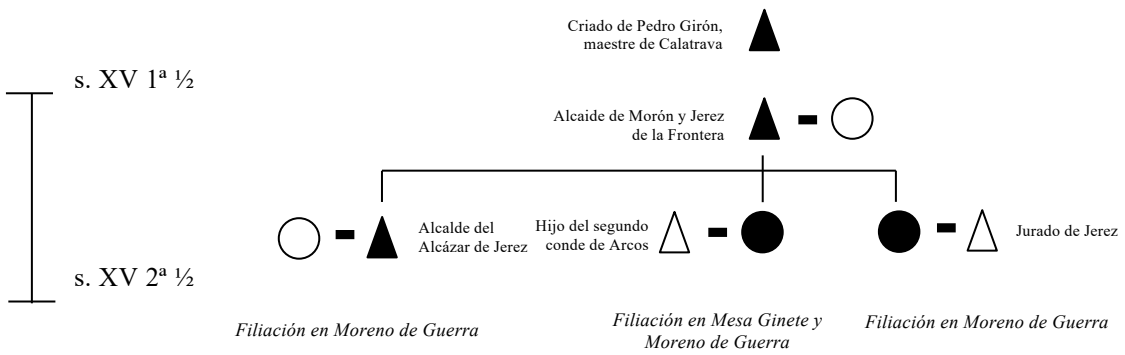 Criado de Pedro Girón,
maestre de Calatrava
s. XV 1ª ½
Alcaide de Morón y Jerez
de la Frontera
Alcalde del
Alcázar de Jerez
Hijo del segundo
conde de Arcos
Jurado de Jerez
s. XV 2ª ½
Filiación en Moreno de Guerra
Filiación en Mesa Ginete y
Moreno de Guerra
Filiación en Moreno de Guerra